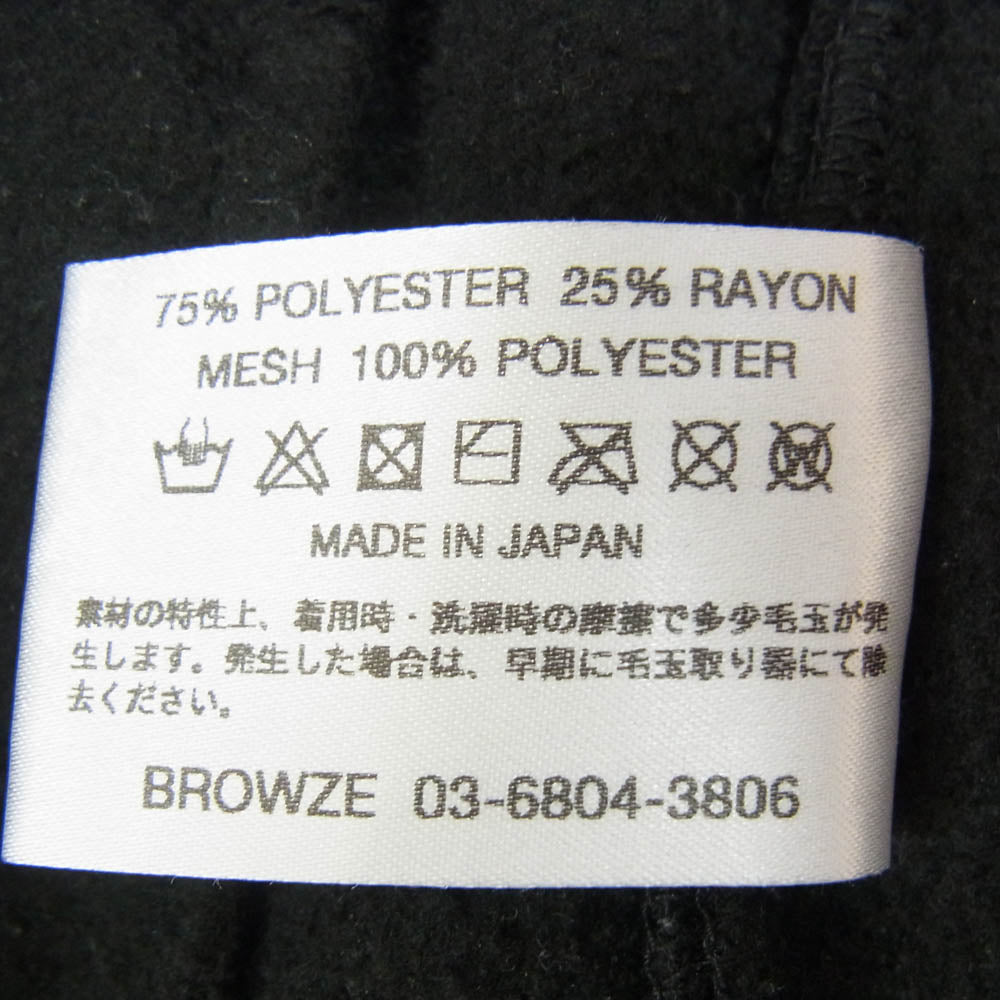 75% POLYESTER 25% RAYON
MESH 100% POLYESTER
MADE IN JAPAN
素材の特性上、着用時・洗濯時の摩擦で多少毛玉が発
生します。発生した場合は、早期に毛玉取り器にて除
去ください。
BROWZE 03-6804-3806